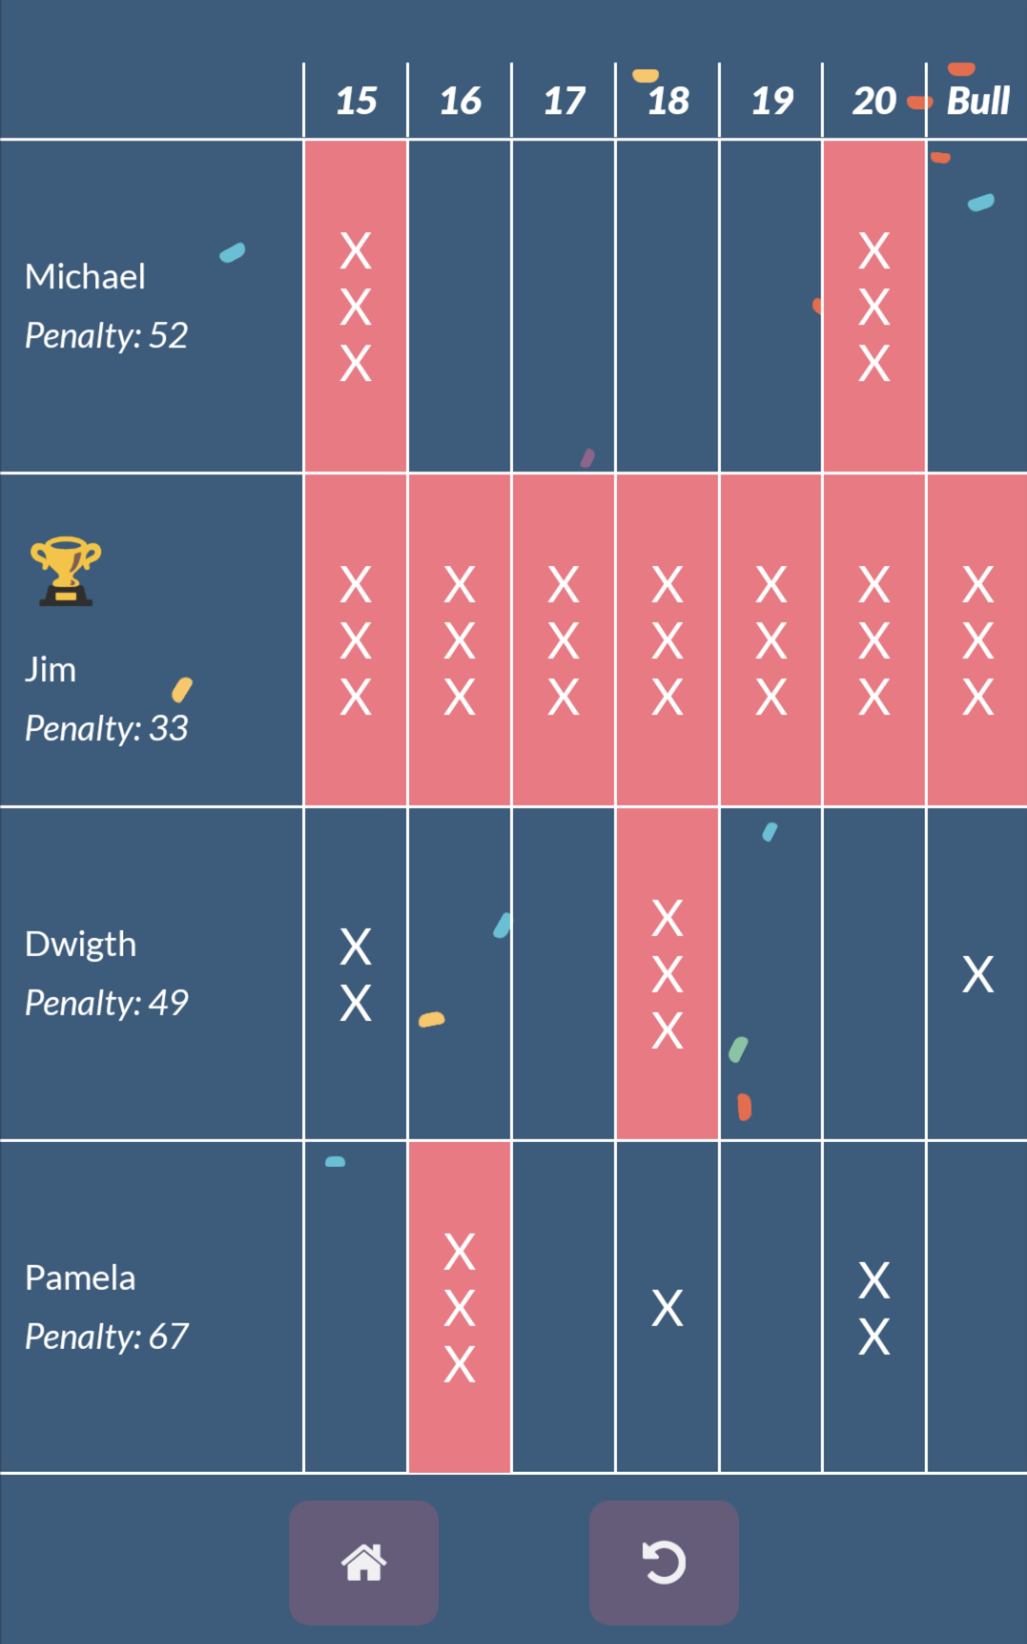 15 16 17 18 19 20 Bull
Michael
Penalty: 52
X X
X X
X X
Jim
Penalty: 33
X X X X X X X
X X X X X X X
X X X X X X X
Dwigth
Penalty: 49
X
X
X
X
X
X
Pamela
Penalty: 67
X
X
X
X
X
X